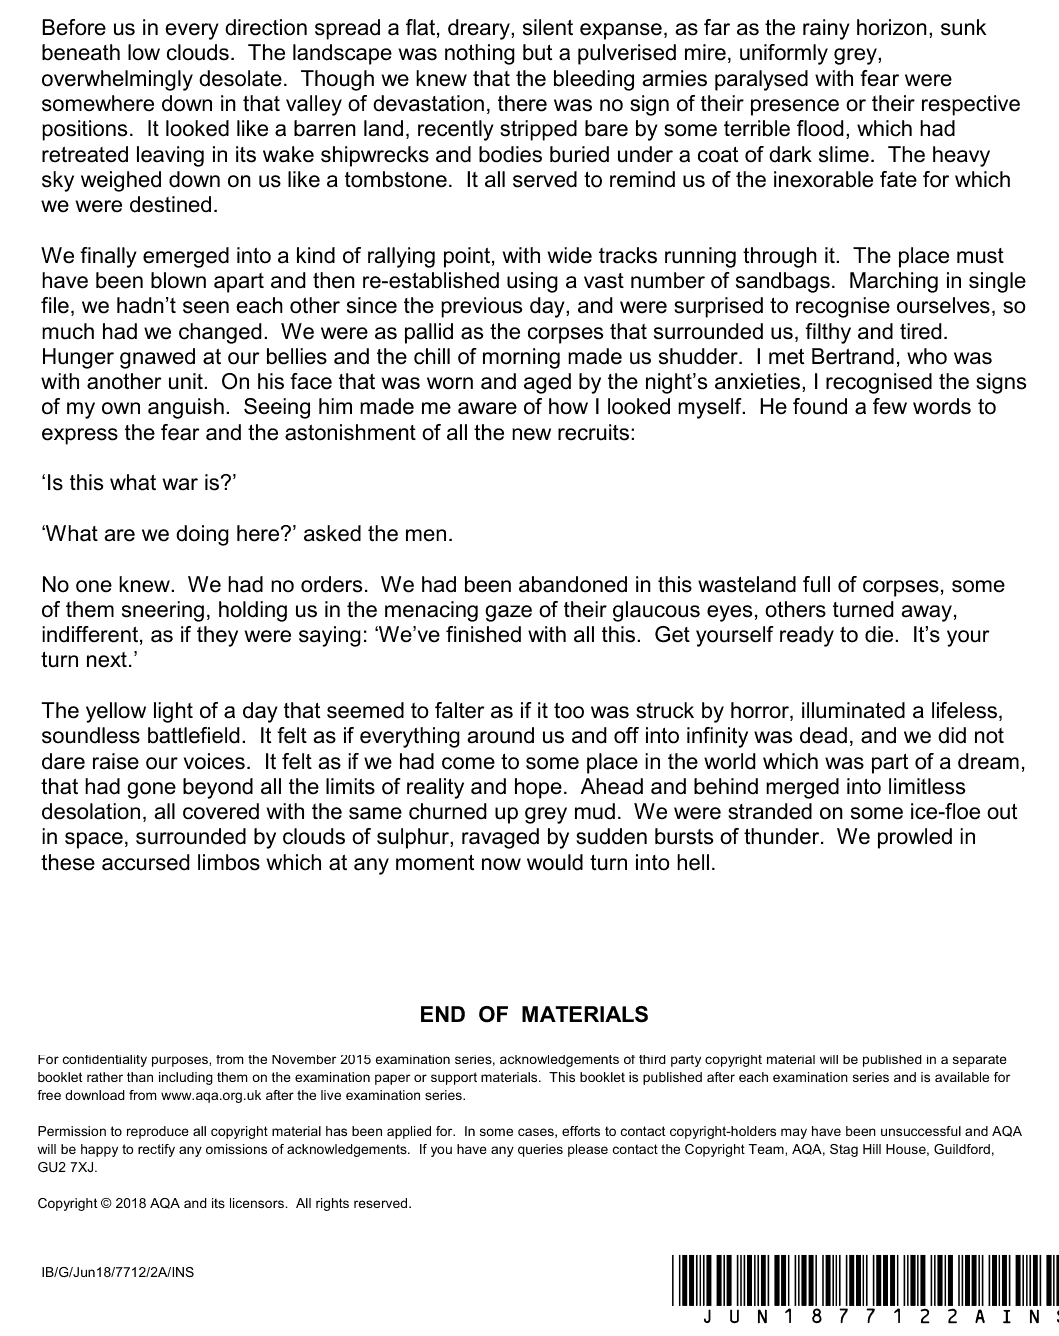 Before us in every direction spread a flat, dreary, silent expanse, as far as the rainy horizon, sunk
beneath low clouds.  The landscape was nothing but a pulverised mire, uniformly grey,
overwhelmingly desolate.  Though we knew that the bleeding armies paralysed with fear were
somewhere down in that valley of devastation, there was no sign of their presence or their respective
positions.  It looked like a barren land, recently stripped bare by some terrible flood, which had
retreated leaving in its wake shipwrecks and bodies buried under a coat of dark slime.  The heavy
sky weighed down on us like a tombstone.  It all served to remind us of the inexorable fate for which
we were destined.

We finally emerged into a kind of rallying point, with wide tracks running through it.  The place must
have been blown apart and then re-established using a vast number of sandbags.  Marching in single
file, we hadn’t seen each other since the previous day, and were surprised to recognise ourselves, so
much had we changed.  We were as pallid as the corpses that surrounded us, filthy and tired.
Hunger gnawed at our bellies and the chill of morning made us shudder.  I met Bertrand, who was
with another unit.  On his face that was worn and aged by the night’s anxieties, I recognised the signs
of my own anguish.  Seeing him made me aware of how I looked myself.  He found a few words to
express the fear and the astonishment of all the new recruits:

‘Is this what war is?’

‘What are we doing here?’ asked the men.

No one knew.  We had no orders.  We had been abandoned in this wasteland full of corpses, some
of them sneering, holding us in the menacing gaze of their glaucous eyes, others turned away,
indifferent, as if they were saying: ‘We’ve finished with all this.  Get yourself ready to die.  It’s your
turn next.’

The yellow light of a day that seemed to falter as if it too was struck by horror, illuminated a lifeless,
soundless battlefield.  It felt as if everything around us and off into infinity was dead, and we did not
dare raise our voices.  It felt as if we had come to some place in the world which was part of a dream,
that had gone beyond all the limits of reality and hope.  Ahead and behind merged into limitless
desolation, all covered with the same churned up grey mud.  We were stranded on some ice-floe out
in space, surrounded by clouds of sulphur, ravaged by sudden bursts of thunder.  We prowled in
these accursed limbos which at any moment now would turn into hell.

END OF MATERIALS

For confidentiality purposes, from the November 2015 examination series, acknowledgements of third party copyright material will be published in a separate
booklet rather than including them on the examination paper or support materials.  This booklet is published after each examination series and is available for
free download from www.aqa.org.uk after the live examination series.

Permission to reproduce all copyright material has been applied for.  In some cases, efforts to contact copyright-holders may have been unsuccessful and AQA
will be happy to rectify any omissions of acknowledgements.  If you have any queries please contact the Copyright Team, AQA, Stag Hill House, Guildford,
GU2 7XJ.

Copyright © 2018 AQA and its licensors.  All rights reserved.

IB/G/Jun18/7712/2A/INS
JUN1877122AIN